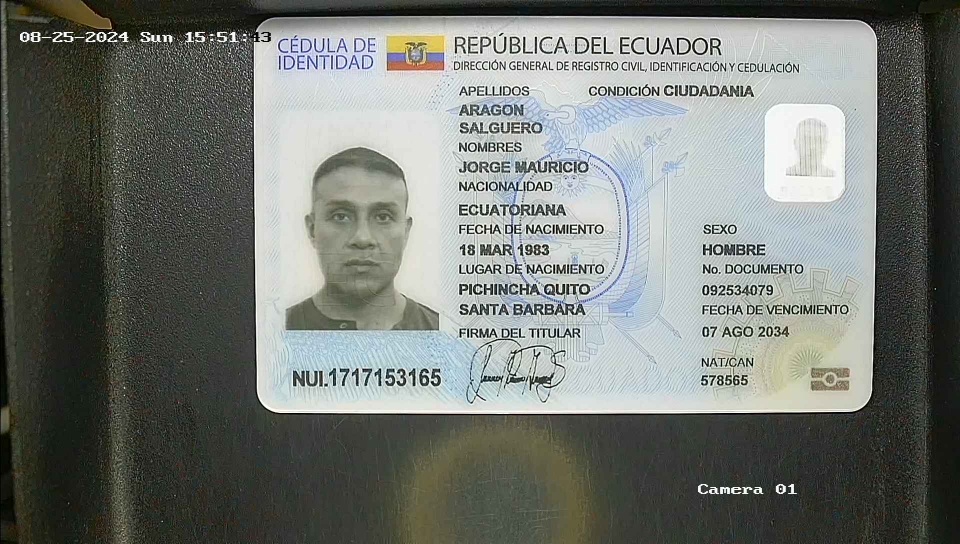 08-25-2024 Sun 15:51:43
CÉDULA DE
IDENTIDAD
REPÚBLICA DEL ECUADOR
DIRECCIÓN GENERAL DE REGISTRO CIVIL, IDENTIFICACIÓN Y CEDULACIÓN
APELLIDOS
CONDICIÓN CIUDADANIA
ARAGON
SALGUERO
NOMBRES
JORGE MAURICIO
NACIONALIDAD
ECUATORIANA
FECHA DE NACIMIENTO
18 MAR 1983
LUGAR DE NACIMIENTO
PICHINCHA QUITO
SANTA BARBARA
FIRMA DEL TITULAR
SEXO
HOMBRE
No. DOCUMENTO
092534079
FECHA DE VENCIMIENTO
07 AGO 2034
NAT/CAN
578565
NUI.1717153165
Camera 01